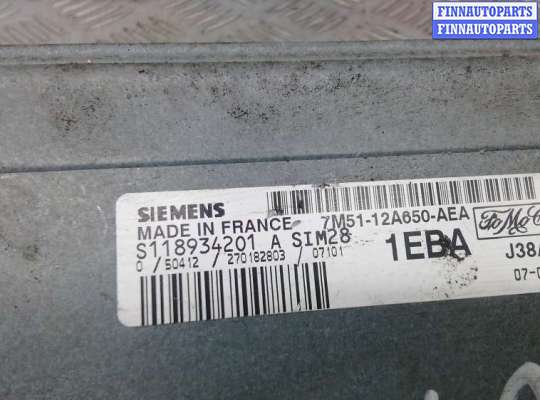 FINNAUTOPARTS
FINNAUTOPARTS
SIEMENS
MADE IN FRANCE 7M51-12A650-AEA
S118934201 A SIM28 1EBA J38A
0 / 50412 / 270182803 / 07101 07-0